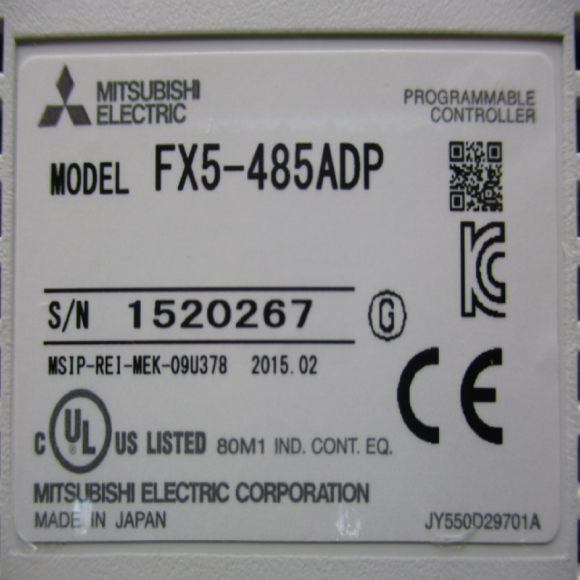 MITSUBISHI
ELECTRIC
PROGRAMMABLE
CONTROLLER
MODEL FX5-485ADP
S/N 1520267 G
MSIP-REI-MEK-09U378 2015.02
CE
c UL US LISTED 80M1 IND. CONT. EQ.
MITSUBISHI ELECTRIC CORPORATION
MADE IN JAPAN
JY550D29701A